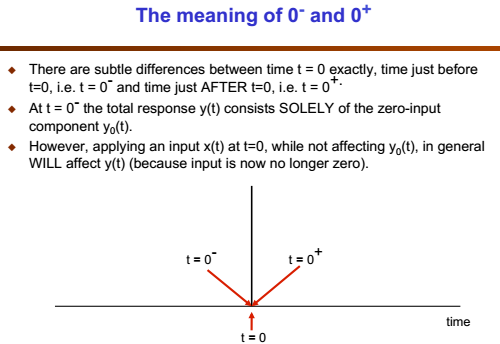 The meaning of 0⁻ and 0⁺
◆ There are subtle differences between time t = 0 exactly, time just before
t=0, i.e. t = 0⁻ and time just AFTER t=0, i.e. t = 0⁺.
◆ At t = 0⁻ the total response y(t) consists SOLELY of the zero-input
component y₀(t).
◆ However, applying an input x(t) at t=0, while not affecting y₀(t), in general
WILL affect y(t) (because input is now no longer zero).
t = 0⁻ t = 0⁺
time
t = 0